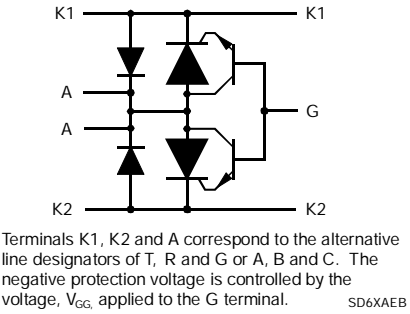 K1 K1
A
G
A
K2 K2
Terminals K1, K2 and A correspond to the alternative
line designators of T, R and G or A, B and C. The
negative protection voltage is controlled by the
voltage, VGG, applied to the G terminal. SD6XAEB